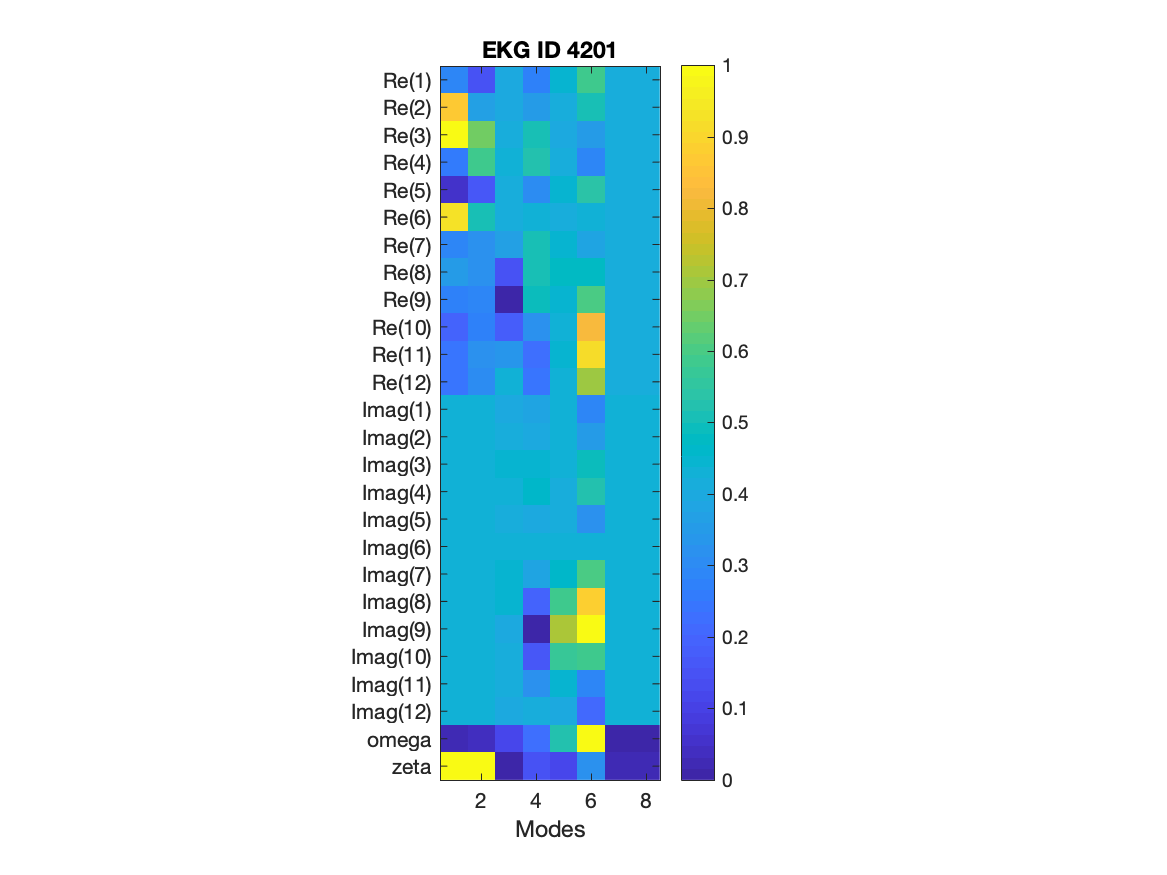 EKG ID 4201
Re(1)
Re(2)
Re(3)
Re(4)
Re(5)
Re(6)
Re(7)
Re(8)
Re(9)
Re(10)
Re(11)
Re(12)
Imag(1)
Imag(2)
Imag(3)
Imag(4)
Imag(5)
Imag(6)
Imag(7)
Imag(8)
Imag(9)
Imag(10)
Imag(11)
Imag(12)
omega
zeta
2 4 6 8
Modes
1
0.9
0.8
0.7
0.6
0.5
0.4
0.3
0.2
0.1
0